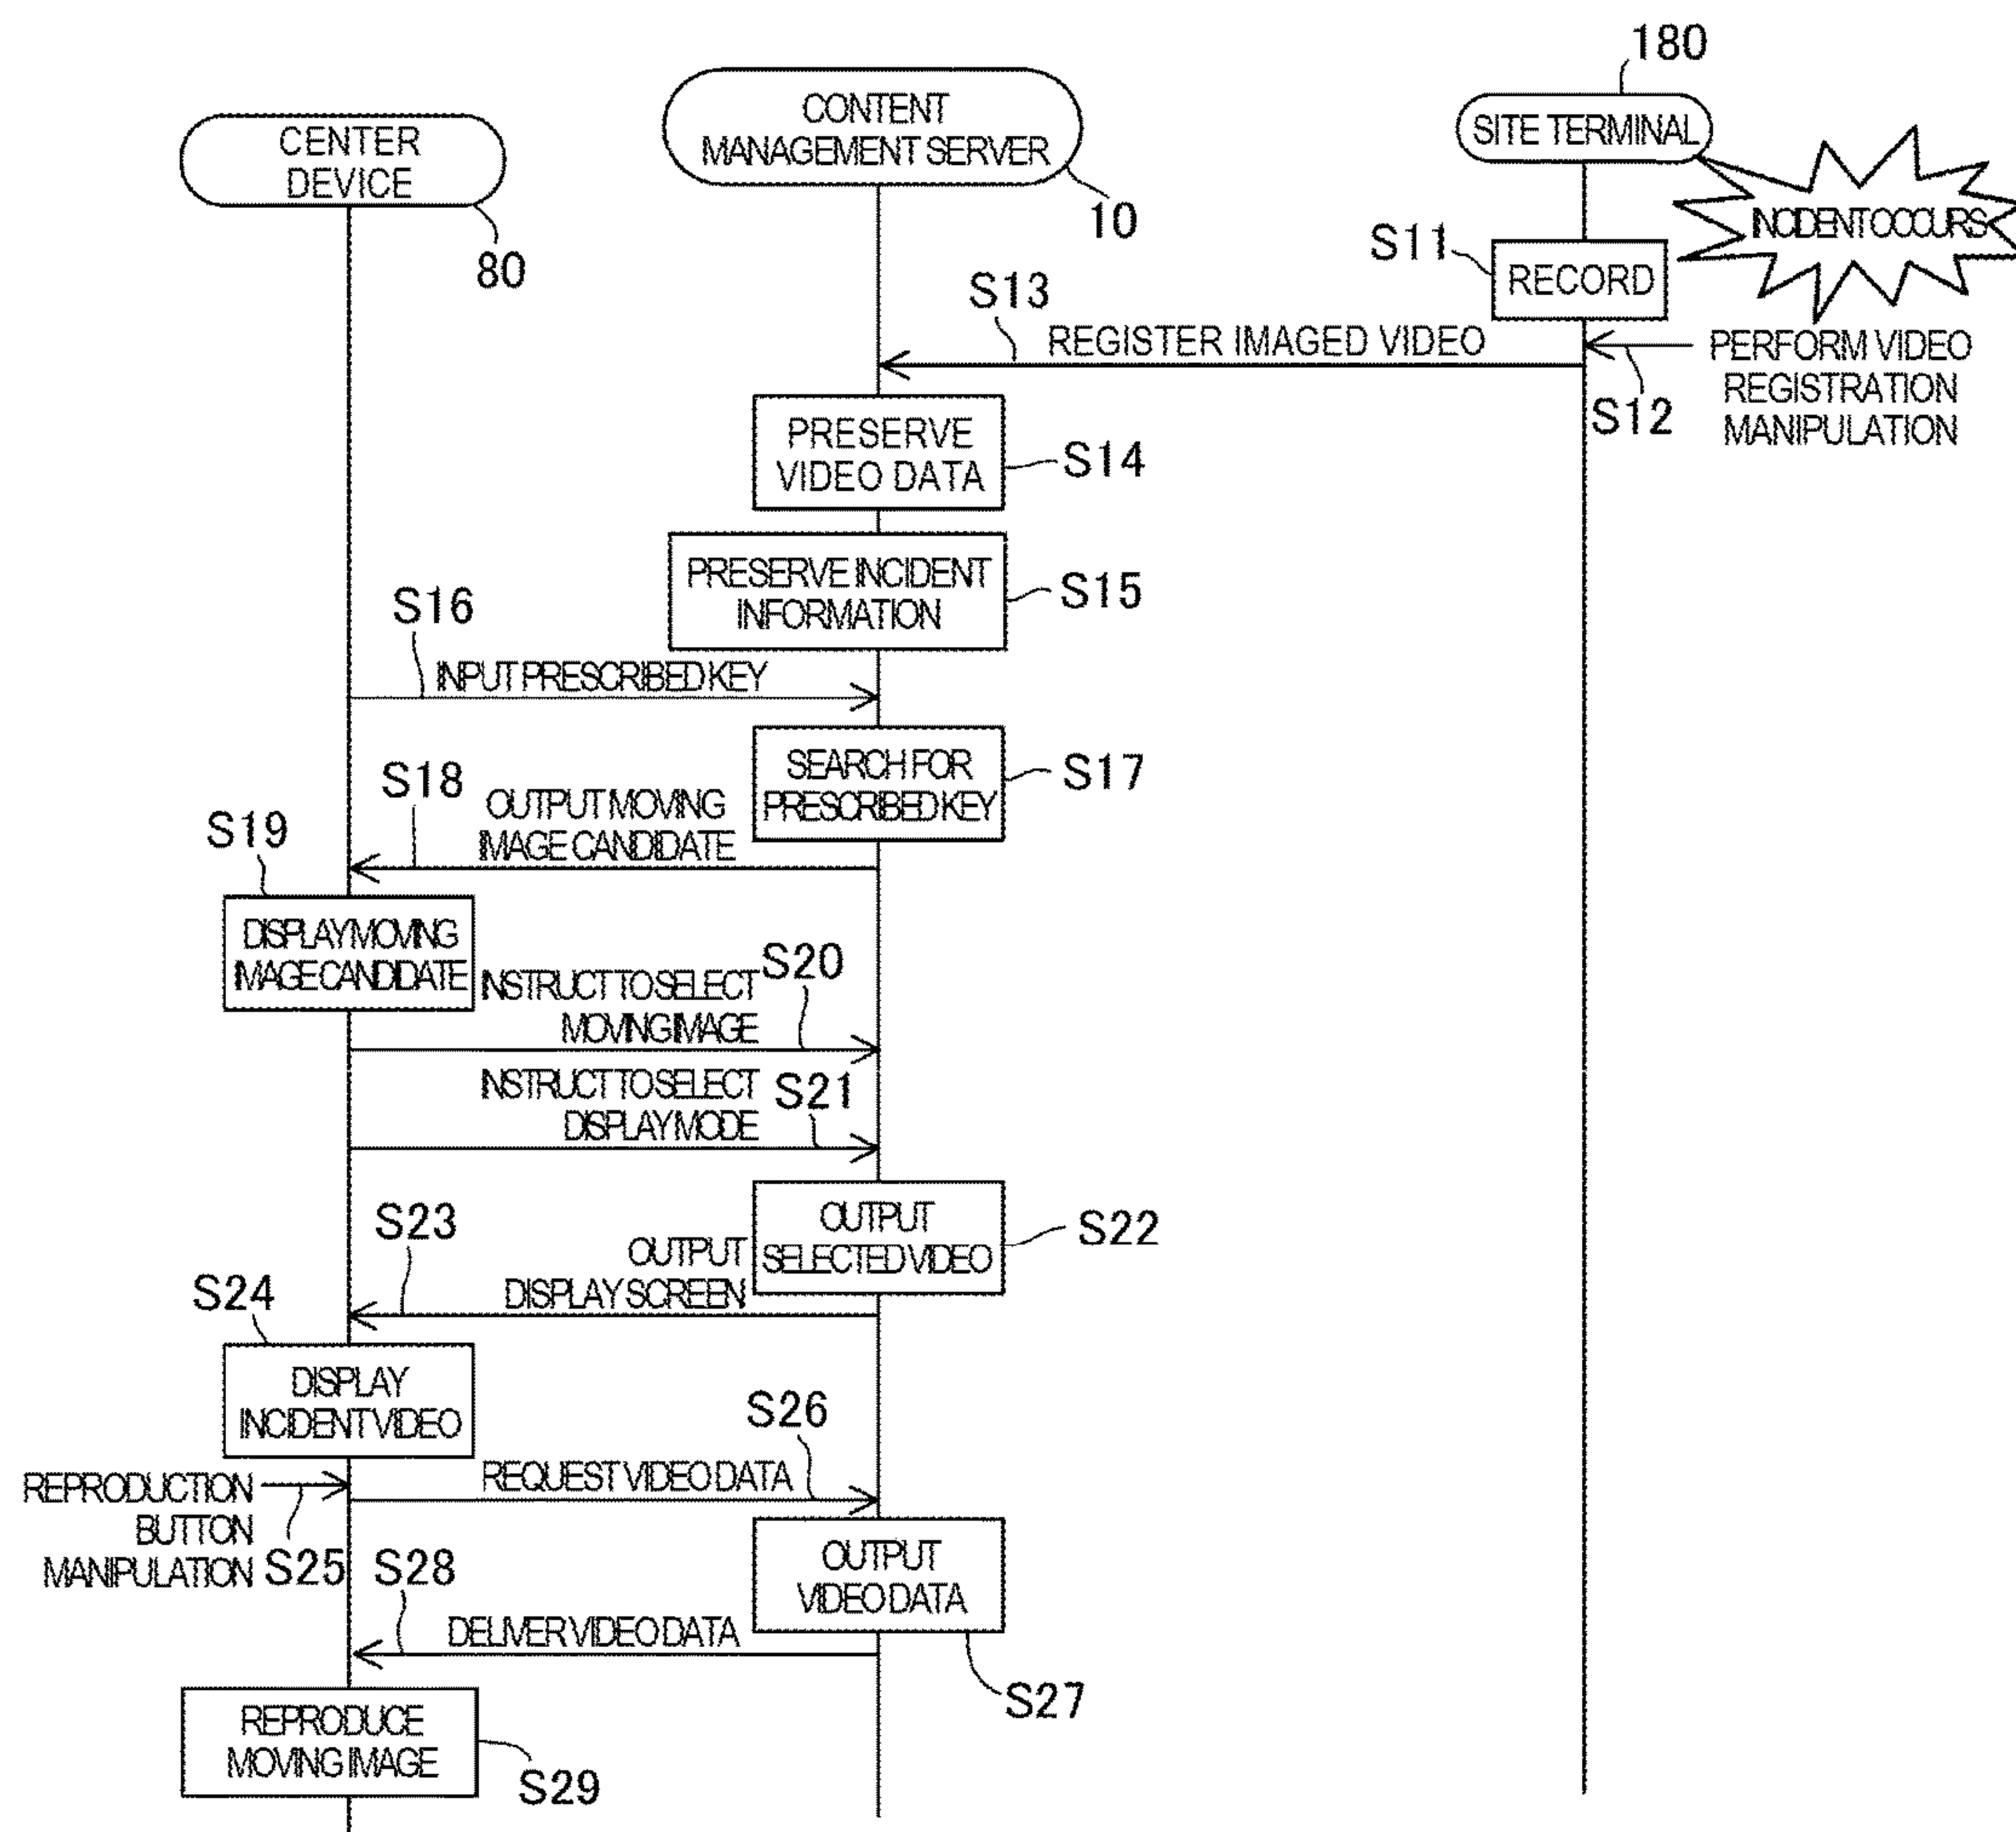 180
CENTER
DEVICE
80
CONTENT
MANAGEMENT SERVER
10
SITE TERMINAL
INCIDENT OCCURS
S11
RECORD
S13
REGISTER IMAGED VIDEO
PERFORM VIDEO
REGISTRATION
MANIPULATION
S12
PRESERVE
VIDEO DATA
S14
PRESERVE INCIDENT
INFORMATION
S15
S16
INPUT PRESCRIBED KEY
SEARCH FOR
PRESCRIBED KEY
S17
S18
OUTPUT MOVING
IMAGE CANDIDATE
S19
DISPLAY MOVING
IMAGE CANDIDATE
S20
INSTRUCT TO SELECT
MOVING IMAGE
INSTRUCT TO SELECT
DISPLAY MODE
S21
OUTPUT
SELECTED VIDEO
S22
S23
OUTPUT
DISPLAY SCREEN
S24
DISPLAY
INCIDENT VIDEO
S26
REQUEST VIDEO DATA
REPRODUCTION
BUTTON
MANIPULATION
S25
OUTPUT
VIDEO DATA
S27
S28
DELIVER VIDEO DATA
REPRODUCE
MOVING IMAGE
S29